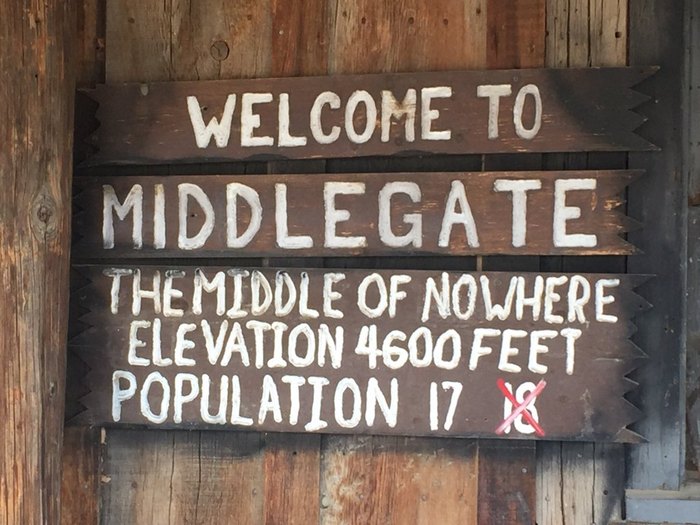 WELCOME TO
MIDDLEGATE
THE MIDDLE OF NOWHERE
ELEVATION 4600 FEET
POPULATION 17 18